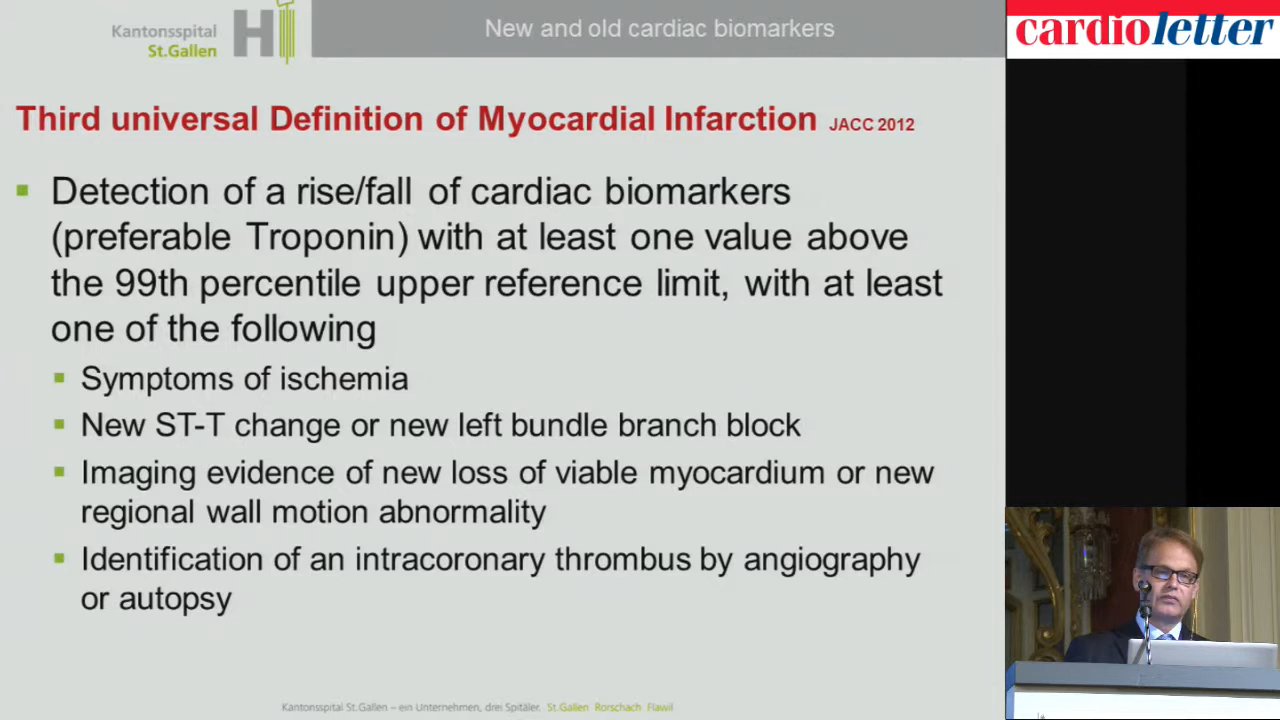 Kantonsspital
St.Gallen
New and old cardiac biomarkers
cardioletter
Third universal Definition of Myocardial Infarction JACC 2012
Detection of a rise/fall of cardiac biomarkers
(preferable Troponin) with at least one value above
the 99th percentile upper reference limit, with at least
one of the following
Symptoms of ischemia
New ST-T change or new left bundle branch block
Imaging evidence of new loss of viable myocardium or new
regional wall motion abnormality
Identification of an intracoronary thrombus by angiography
or autopsy
Kantonsspital St.Gallen – ein Unternehmen, drei Spitäler. St.Gallen Rorschach Flawil